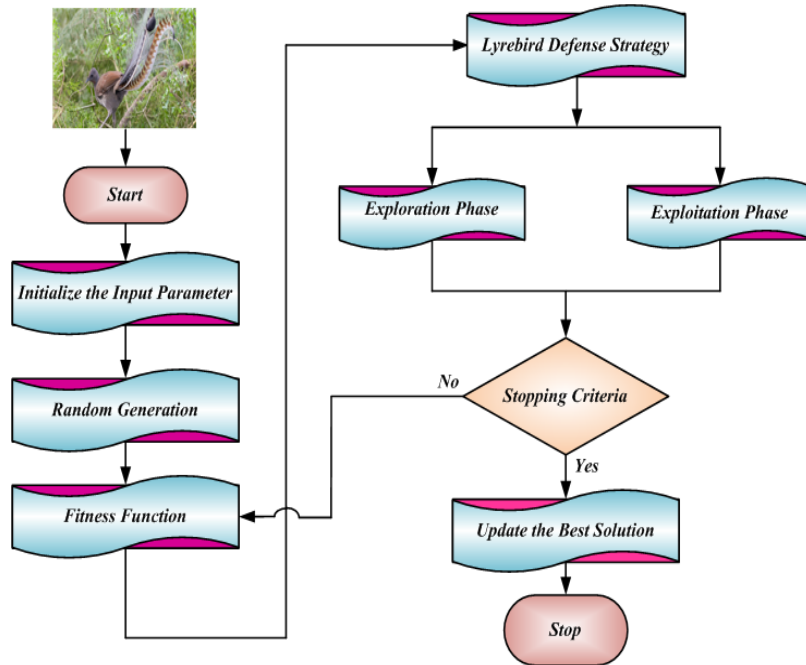 Start
Initialize the Input Parameter
Random Generation
Fitness Function
Lyrebird Defense Strategy
Exploration Phase
Exploitation Phase
Stopping Criteria
No
Yes
Update the Best Solution
Stop